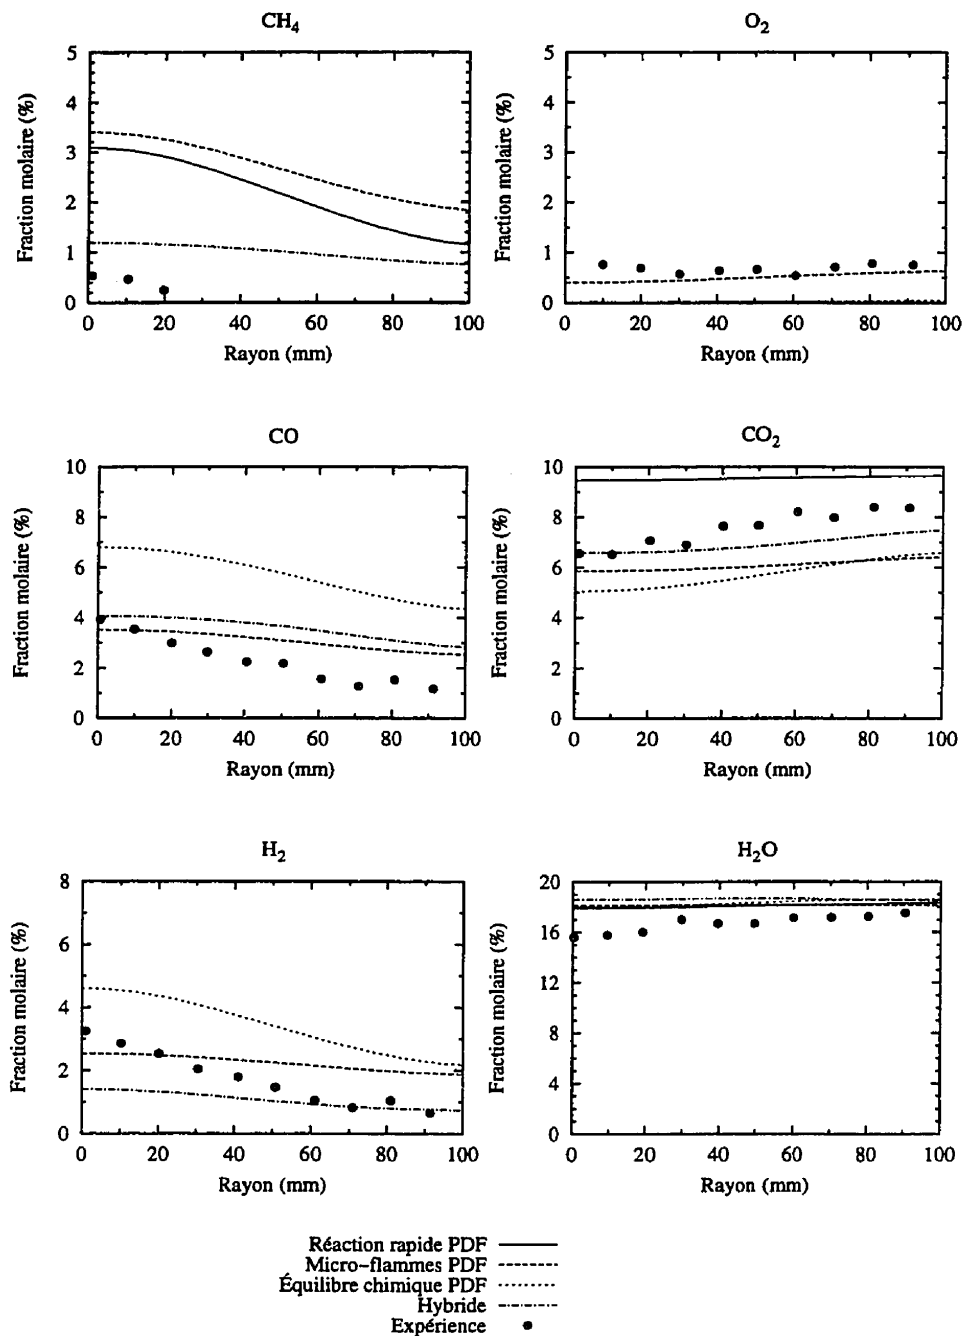 CH4
O2
Fraction molaire (%)
5
4
3
2
1
0
0 20 40 60 80 100
Rayon (mm)
Fraction molaire (%)
5
4
3
2
1
0
0 20 40 60 80 100
Rayon (mm)
CO
CO2
Fraction molaire (%)
10
8
6
4
2
0
0 20 40 60 80 100
Rayon (mm)
Fraction molaire (%)
10
8
6
4
2
0
0 20 40 60 80 100
Rayon (mm)
H2
H2O
Fraction molaire (%)
8
6
4
2
0
0 20 40 60 80 100
Rayon (mm)
Fraction molaire (%)
20
16
12
8
4
0
0 20 40 60 80 100
Rayon (mm)
Réaction rapide PDF
Micro-flammes PDF
Équilibre chimique PDF
Hybride
Expérience